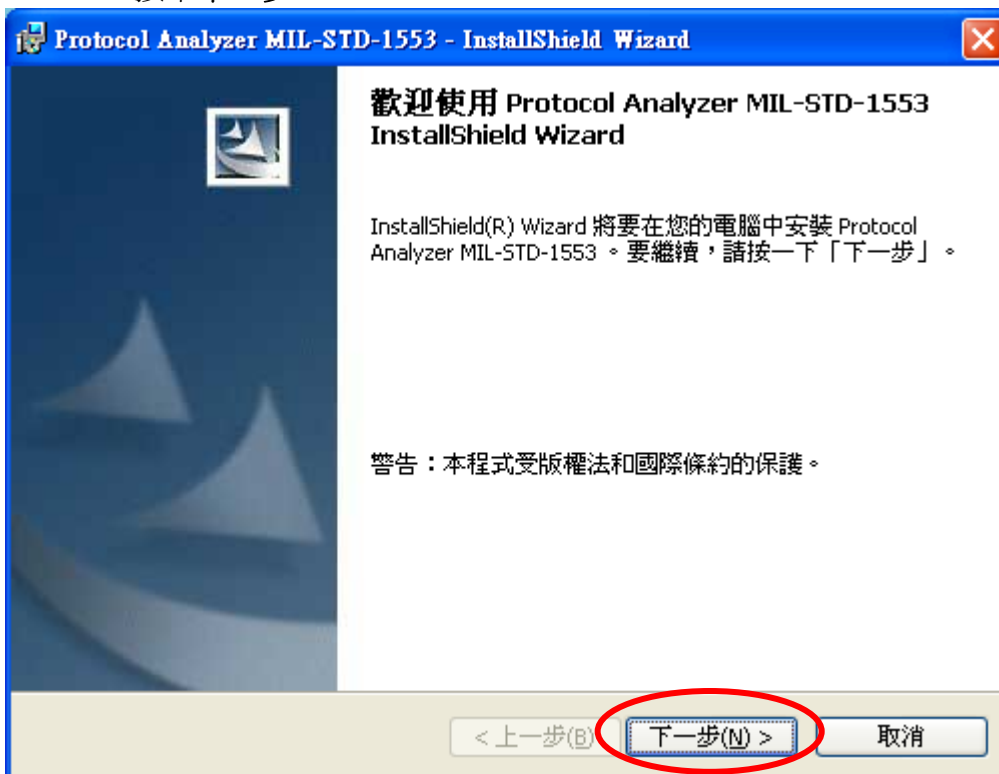 Protocol Analyzer MIL-STD-1553 - InstallShield Wizard
歡迎使用 Protocol Analyzer MIL-STD-1553
InstallShield Wizard
InstallShield(R) Wizard 將要在您的電腦中安裝 Protocol
Analyzer MIL-STD-1553 。要繼續，請按一下「下一步」。
警告：本程式受版權法和國際條約的保護。
<上一步(B) 下一步(N) > 取消